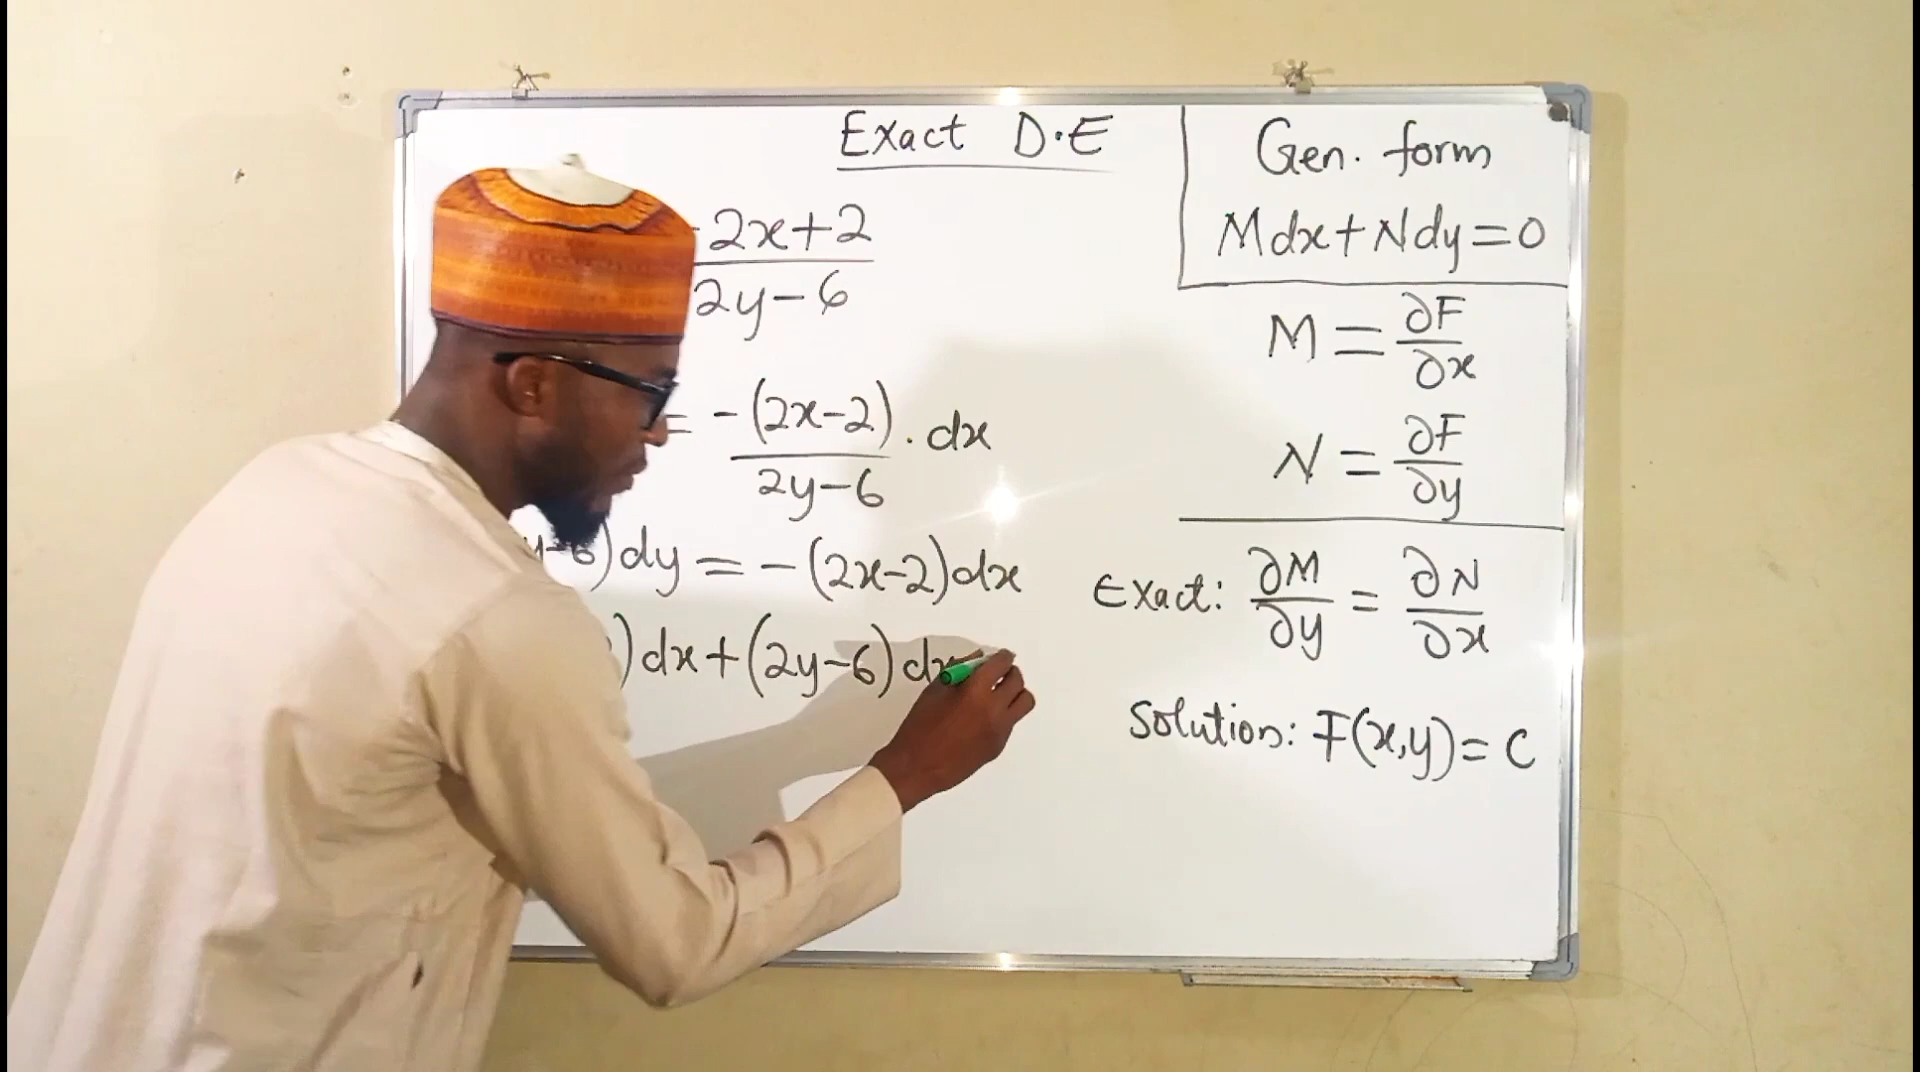 Exact D.E
-2x+2
2y-6
= -(2x-2) . dx
2y-6
y-6)dy = -(2x-2)dx
)dx+(2y-6)dx
Gen. form
Mdx+Ndy=0
M = ∂F/∂x
N = ∂F/∂y
Exact: ∂M/∂y = ∂N/∂x
Solution: F(x,y)= C